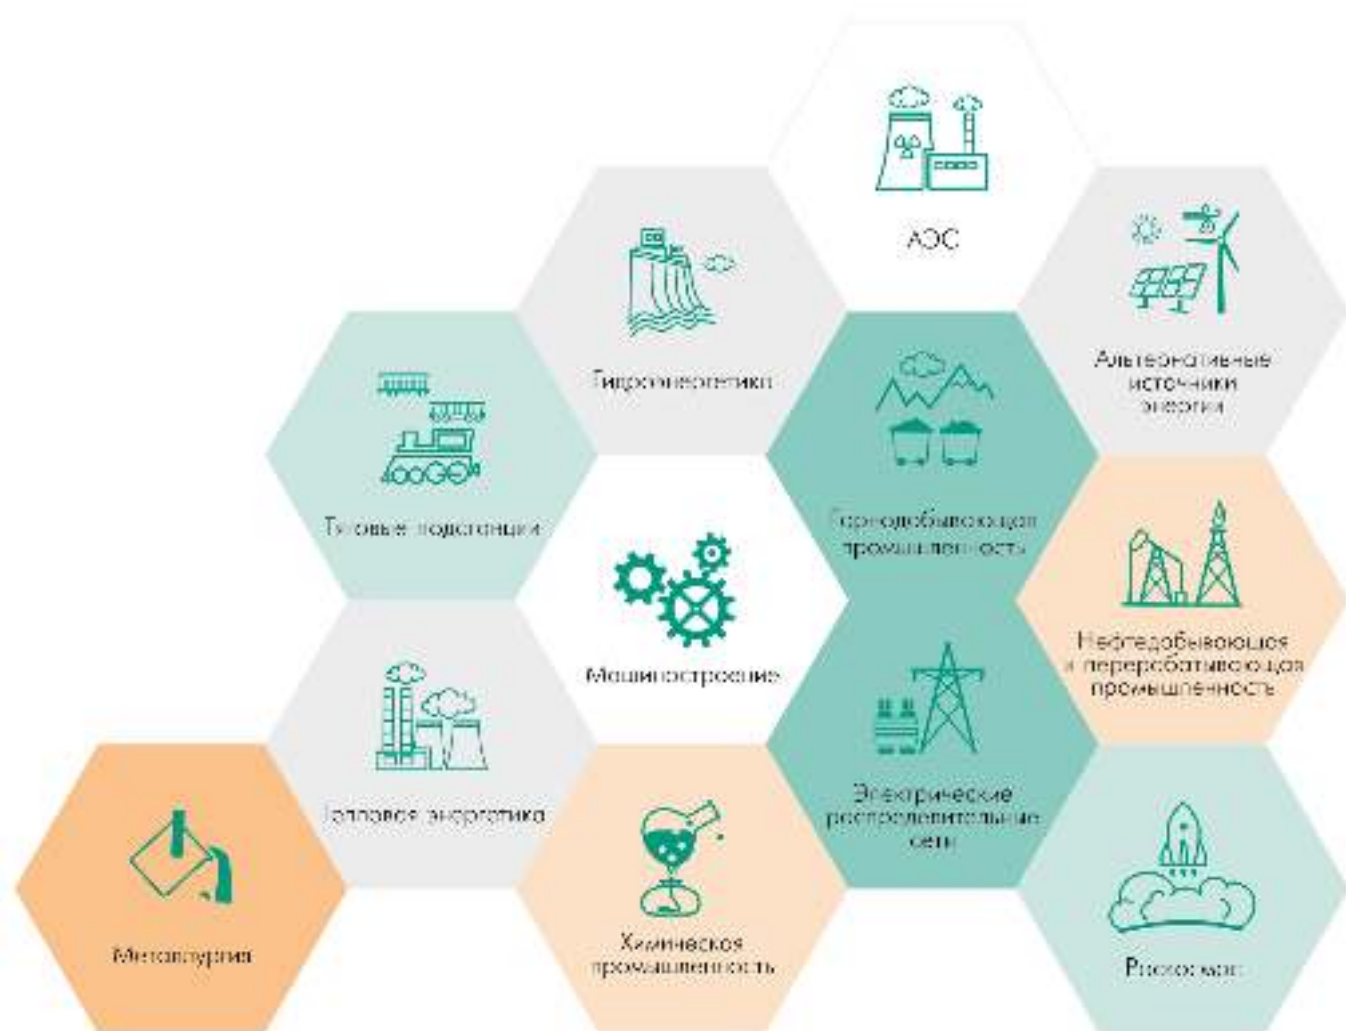 АЭС
Альтернативные
источники
энергии
Гидроэнергетика
Тяговые подстанции
Горнодобывающая
промышленность
Нефтедобывающая
и перерабатывающая
промышленность
Машиностроение
Тепловая энергетика
Электрические
распределительные
сети
Металлургия
Химическая
промышленность
Роскосмос